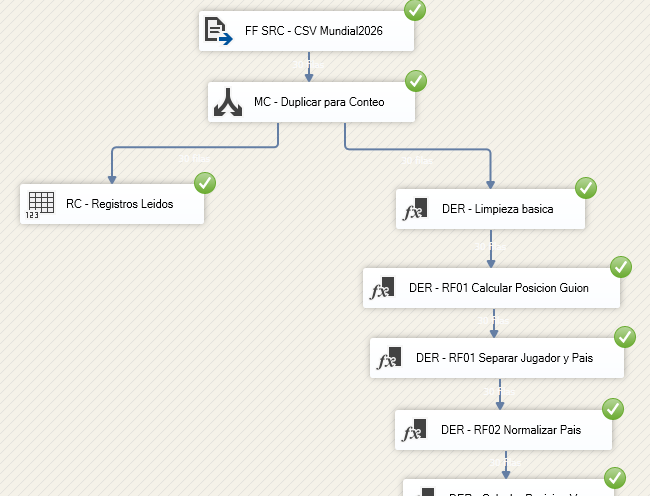 FF SRC - CSV Mundial2026
MC - Duplicar para Conteo
RC - Registros Leidos
DER - Limpieza basica
DER - RF01 Calcular Posicion Guion
DER - RF01 Separar Jugador y Pais
DER - RF02 Normalizar Pais